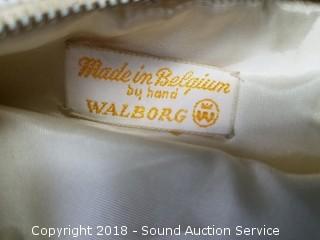 Made in Belgium
by hand
WALBORG W
Copyright 2018 - Sound Auction Service